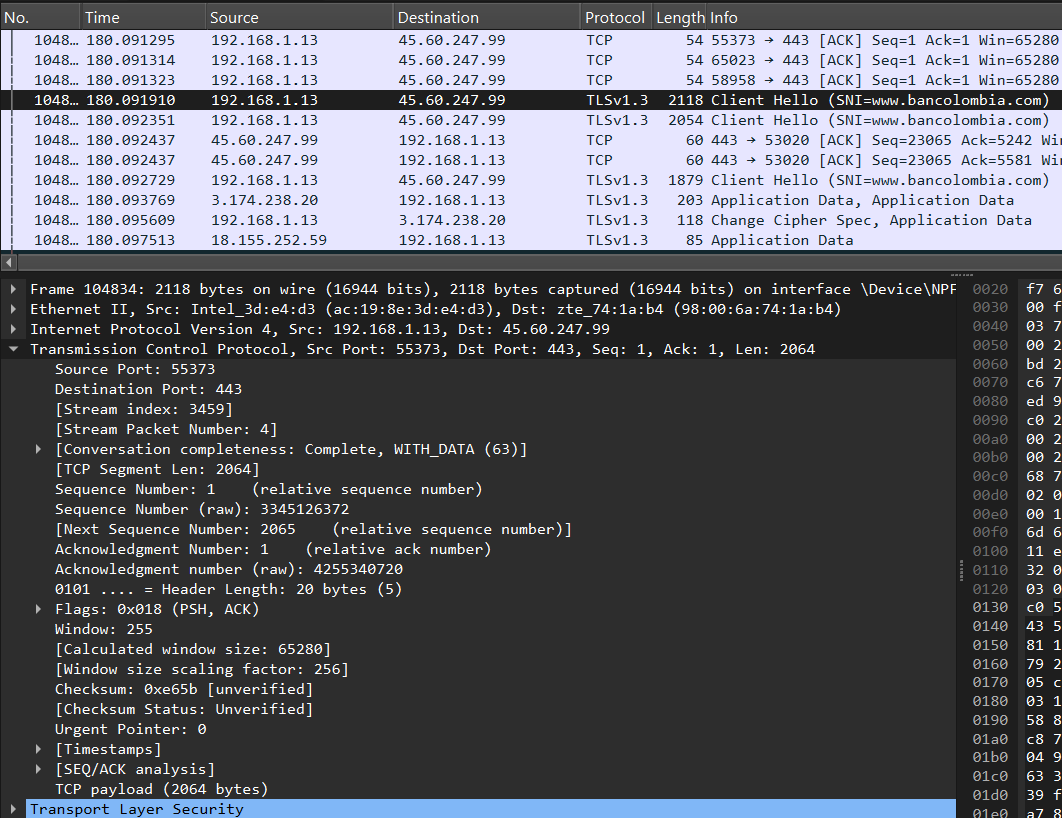 No. Time Source Destination Protocol Length Info
1048… 180.091295 192.168.1.13 45.60.247.99 TCP 54 55373 → 443 [ACK] Seq=1 Ack=1 Win=65280
1048… 180.091314 192.168.1.13 45.60.247.99 TCP 54 65023 → 443 [ACK] Seq=1 Ack=1 Win=65280
1048… 180.091323 192.168.1.13 45.60.247.99 TCP 54 58958 → 443 [ACK] Seq=1 Ack=1 Win=65280
1048… 180.091910 192.168.1.13 45.60.247.99 TLSv1.3 2118 Client Hello (SNI=www.bancolombia.com)
1048… 180.092351 192.168.1.13 45.60.247.99 TLSv1.3 2054 Client Hello (SNI=www.bancolombia.com)
1048… 180.092437 45.60.247.99 192.168.1.13 TCP 60 443 → 53020 [ACK] Seq=23065 Ack=5242 Wi
1048… 180.092437 45.60.247.99 192.168.1.13 TCP 60 443 → 53020 [ACK] Seq=23065 Ack=5581 Wi
1048… 180.092729 192.168.1.13 45.60.247.99 TLSv1.3 1879 Client Hello (SNI=www.bancolombia.com)
1048… 180.093769 3.174.238.20 192.168.1.13 TLSv1.3 203 Application Data, Application Data
1048… 180.095609 192.168.1.13 3.174.238.20 TLSv1.3 118 Change Cipher Spec, Application Data
1048… 180.097513 18.155.252.59 192.168.1.13 TLSv1.3 85 Application Data
Frame 104834: 2118 bytes on wire (16944 bits), 2118 bytes captured (16944 bits) on interface \Device\NPF
Ethernet II, Src: Intel_3d:e4:d3 (ac:19:8e:3d:e4:d3), Dst: zte_74:1a:b4 (98:00:6a:74:1a:b4)
Internet Protocol Version 4, Src: 192.168.1.13, Dst: 45.60.247.99
Transmission Control Protocol, Src Port: 55373, Dst Port: 443, Seq: 1, Ack: 1, Len: 2064
Source Port: 55373
Destination Port: 443
[Stream index: 3459]
[Stream Packet Number: 4]
[Conversation completeness: Complete, WITH_DATA (63)]
[TCP Segment Len: 2064]
Sequence Number: 1 (relative sequence number)
Sequence Number (raw): 3345126372
[Next Sequence Number: 2065 (relative sequence number)]
Acknowledgment Number: 1 (relative ack number)
Acknowledgment number (raw): 4255340720
0101 .... = Header Length: 20 bytes (5)
Flags: 0x018 (PSH, ACK)
Window: 255
[Calculated window size: 65280]
[Window size scaling factor: 256]
Checksum: 0xe65b [unverified]
[Checksum Status: Unverified]
Urgent Pointer: 0
[Timestamps]
[SEQ/ACK analysis]
TCP payload (2064 bytes)
Transport Layer Security
0020 f7 6
0030 00 f
0040 03 7
0050 00 2
0060 bd 2
0070 c6 7
0080 ed 9
0090 c0 2
00a0 00 2
00b0 00 2
00c0 68 7
00d0 02 0
00e0 00 1
00f0 6d 6
0100 11 e
0110 32 0
0120 03 0
0130 c0 5
0140 43 5
0150 81 1
0160 79 2
0170 05 c
0180 03 1
0190 58 8
01a0 c8 7
01b0 04 9
01c0 63 3
01d0 39 f
01e0 a7 8